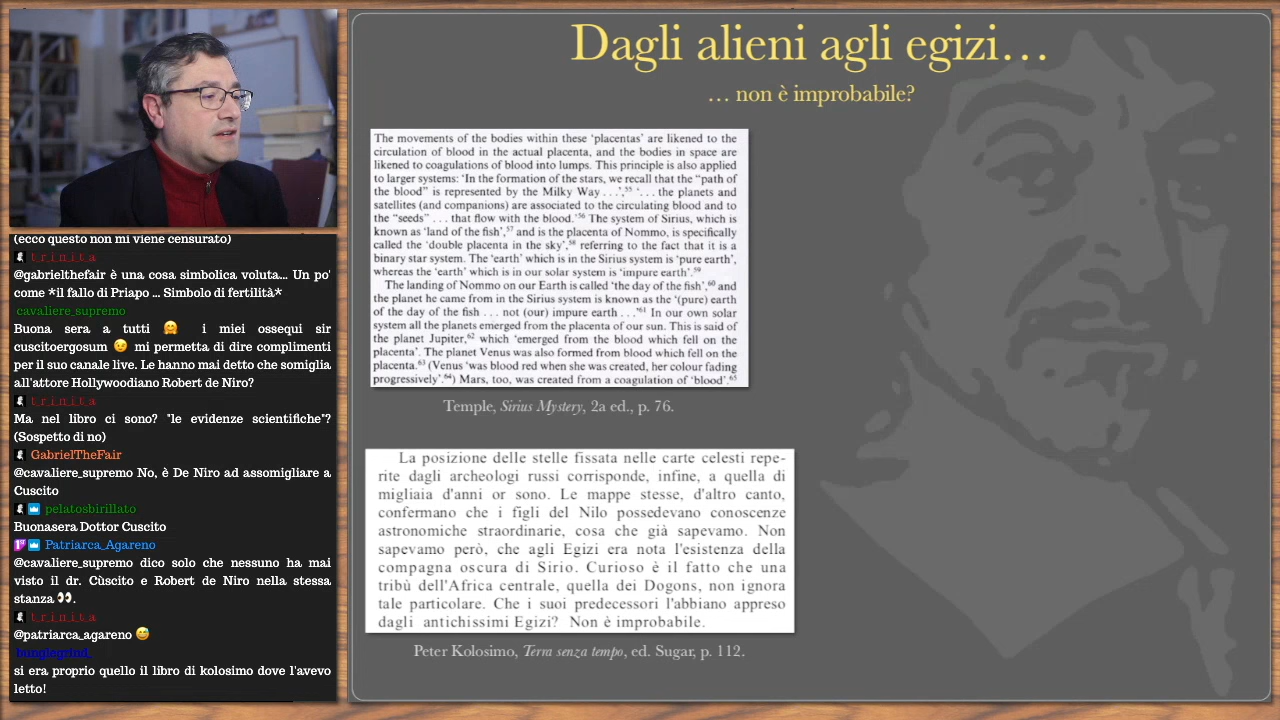 Dagli alieni agli egizi…
… non è improbabile?
The movements of the bodies within these ‘placentas’ are likened to the
circulation of blood in the actual placenta, and the bodies in space are
likened to coagulations of blood into lumps. This principle is also applied
to larger systems: ‘In the formation of the stars, we recall that the “path of
the blood” is represented by the Milky Way . . .’,⁵⁵ ‘. . . the planets and
satellites (and companions) are associated to the circulating blood and to
the “seeds” . . . that flow with the blood.’⁵⁶ The system of Sirius, which is
known as ‘land of the fish’,⁵⁷ and is the placenta of Nommo, is specifically
called the ‘double placenta in the sky’,⁵⁸ referring to the fact that it is a
binary star system. The ‘earth’ which is in the Sirius system is ‘pure earth’,
whereas the ‘earth’ which is in our solar system is ‘impure earth’.⁵⁹
The landing of Nommo on our Earth is called ‘the day of the fish’,⁶⁰ and
the planet he came from in the Sirius system is known as the ‘(pure) earth
of the day of the fish . . . not (our) impure earth . . .’⁶¹ In our own solar
system all the planets emerged from the placenta of our sun. This is said of
the planet Jupiter,⁶² which ‘emerged from the blood which fell on the
placenta’. The planet Venus was also formed from blood which fell on the
placenta.⁶³ (Venus ‘was blood red when she was created, her colour fading
progressively’.⁶⁴) Mars, too, was created from a coagulation of ‘blood’.⁶⁵
Temple, Sirius Mystery, 2a ed., p. 76.
La posizione delle stelle fissata nelle carte celesti repe-
rite dagli archeologi russi corrisponde, infine, a quella di
migliaia d'anni or sono. Le mappe stesse, d'altro canto,
confermano che i figli del Nilo possedevano conoscenze
astronomiche straordinarie, cosa che già sapevamo. Non
sapevamo però, che agli Egizi era nota l'esistenza della
compagna oscura di Sirio. Curioso è il fatto che una
tribù dell'Africa centrale, quella dei Dogons, non ignora
tale particolare. Che i suoi predecessori l'abbiano appreso
dagli antichissimi Egizi? Non è improbabile.
Peter Kolosimo, Terra senza tempo, ed. Sugar, p. 112.
(ecco questo non mi viene censurato)
t_r_i_n_i_t_a
@gabrielthefair è una cosa simbolica voluta... Un po'
come *il fallo di Priapo ... Simbolo di fertilità*
cavaliere_supremo
Buona sera a tutti 🤗 i miei ossequi sir
cuscitoergosum 😉 mi permetta di dire complimenti
per il suo canale live. Le hanno mai detto che somiglia
all'attore Hollywoodiano Robert de Niro?
t_r_i_n_i_t_a
Ma nel libro ci sono? "le evidenze scientifiche"?
(Sospetto di no)
GabrielTheFair
@cavaliere_supremo No, è De Niro ad assomigliare a
Cuscito
pelatosbirillato
Buonasera Dottor Cuscito
Patriarca_Agareno
@cavaliere_supremo dico solo che nessuno ha mai
visto il dr. Cùscito e Robert de Niro nella stessa
stanza 👀.
t_r_i_n_i_t_a
@patriarca_agareno 😅
bunglegrind_
si era proprio quello il libro di kolosimo dove l'avevo
letto!